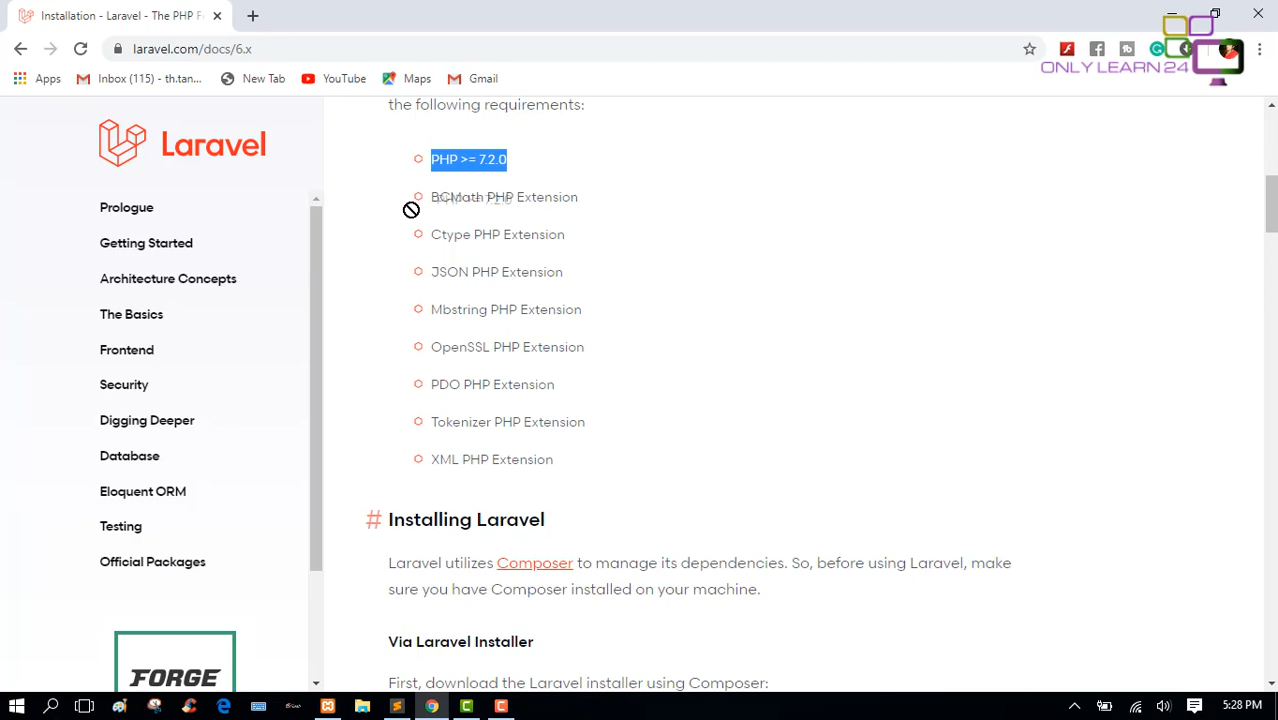 Installation - Laravel - The PHP F
laravel.com/docs/6.x
ONLY LEARN 24
Apps
Inbox (115) - th.tan...
New Tab
YouTube
Maps
Gmail
the following requirements:
Laravel
PHP >= 7.2.0
BCMath PHP Extension
PHP >= 7.2.0
Ctype PHP Extension
JSON PHP Extension
Mbstring PHP Extension
OpenSSL PHP Extension
PDO PHP Extension
Tokenizer PHP Extension
XML PHP Extension
Prologue
Getting Started
Architecture Concepts
The Basics
Frontend
Security
Digging Deeper
Database
Eloquent ORM
Testing
Official Packages
FORGE
# Installing Laravel
Laravel utilizes Composer to manage its dependencies. So, before using Laravel, make
sure you have Composer installed on your machine.
Via Laravel Installer
First, download the Laravel installer using Composer:
5:28 PM